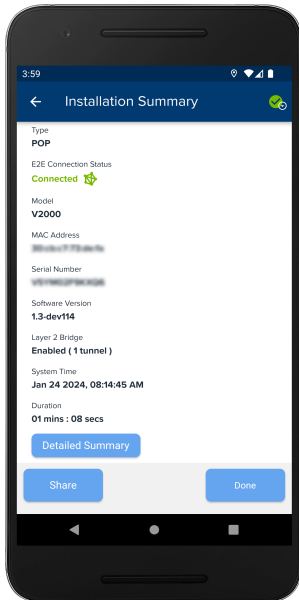 3:59
Installation Summary
Type
POP
E2E Connection Status
Connected
Model
V2000
MAC Address
Serial Number
Software Version
1.3-dev114
Layer 2 Bridge
Enabled ( 1 tunnel )
System Time
Jan 24 2024, 08:14:45 AM
Duration
01 mins : 08 secs
Detailed Summary
Share
Done